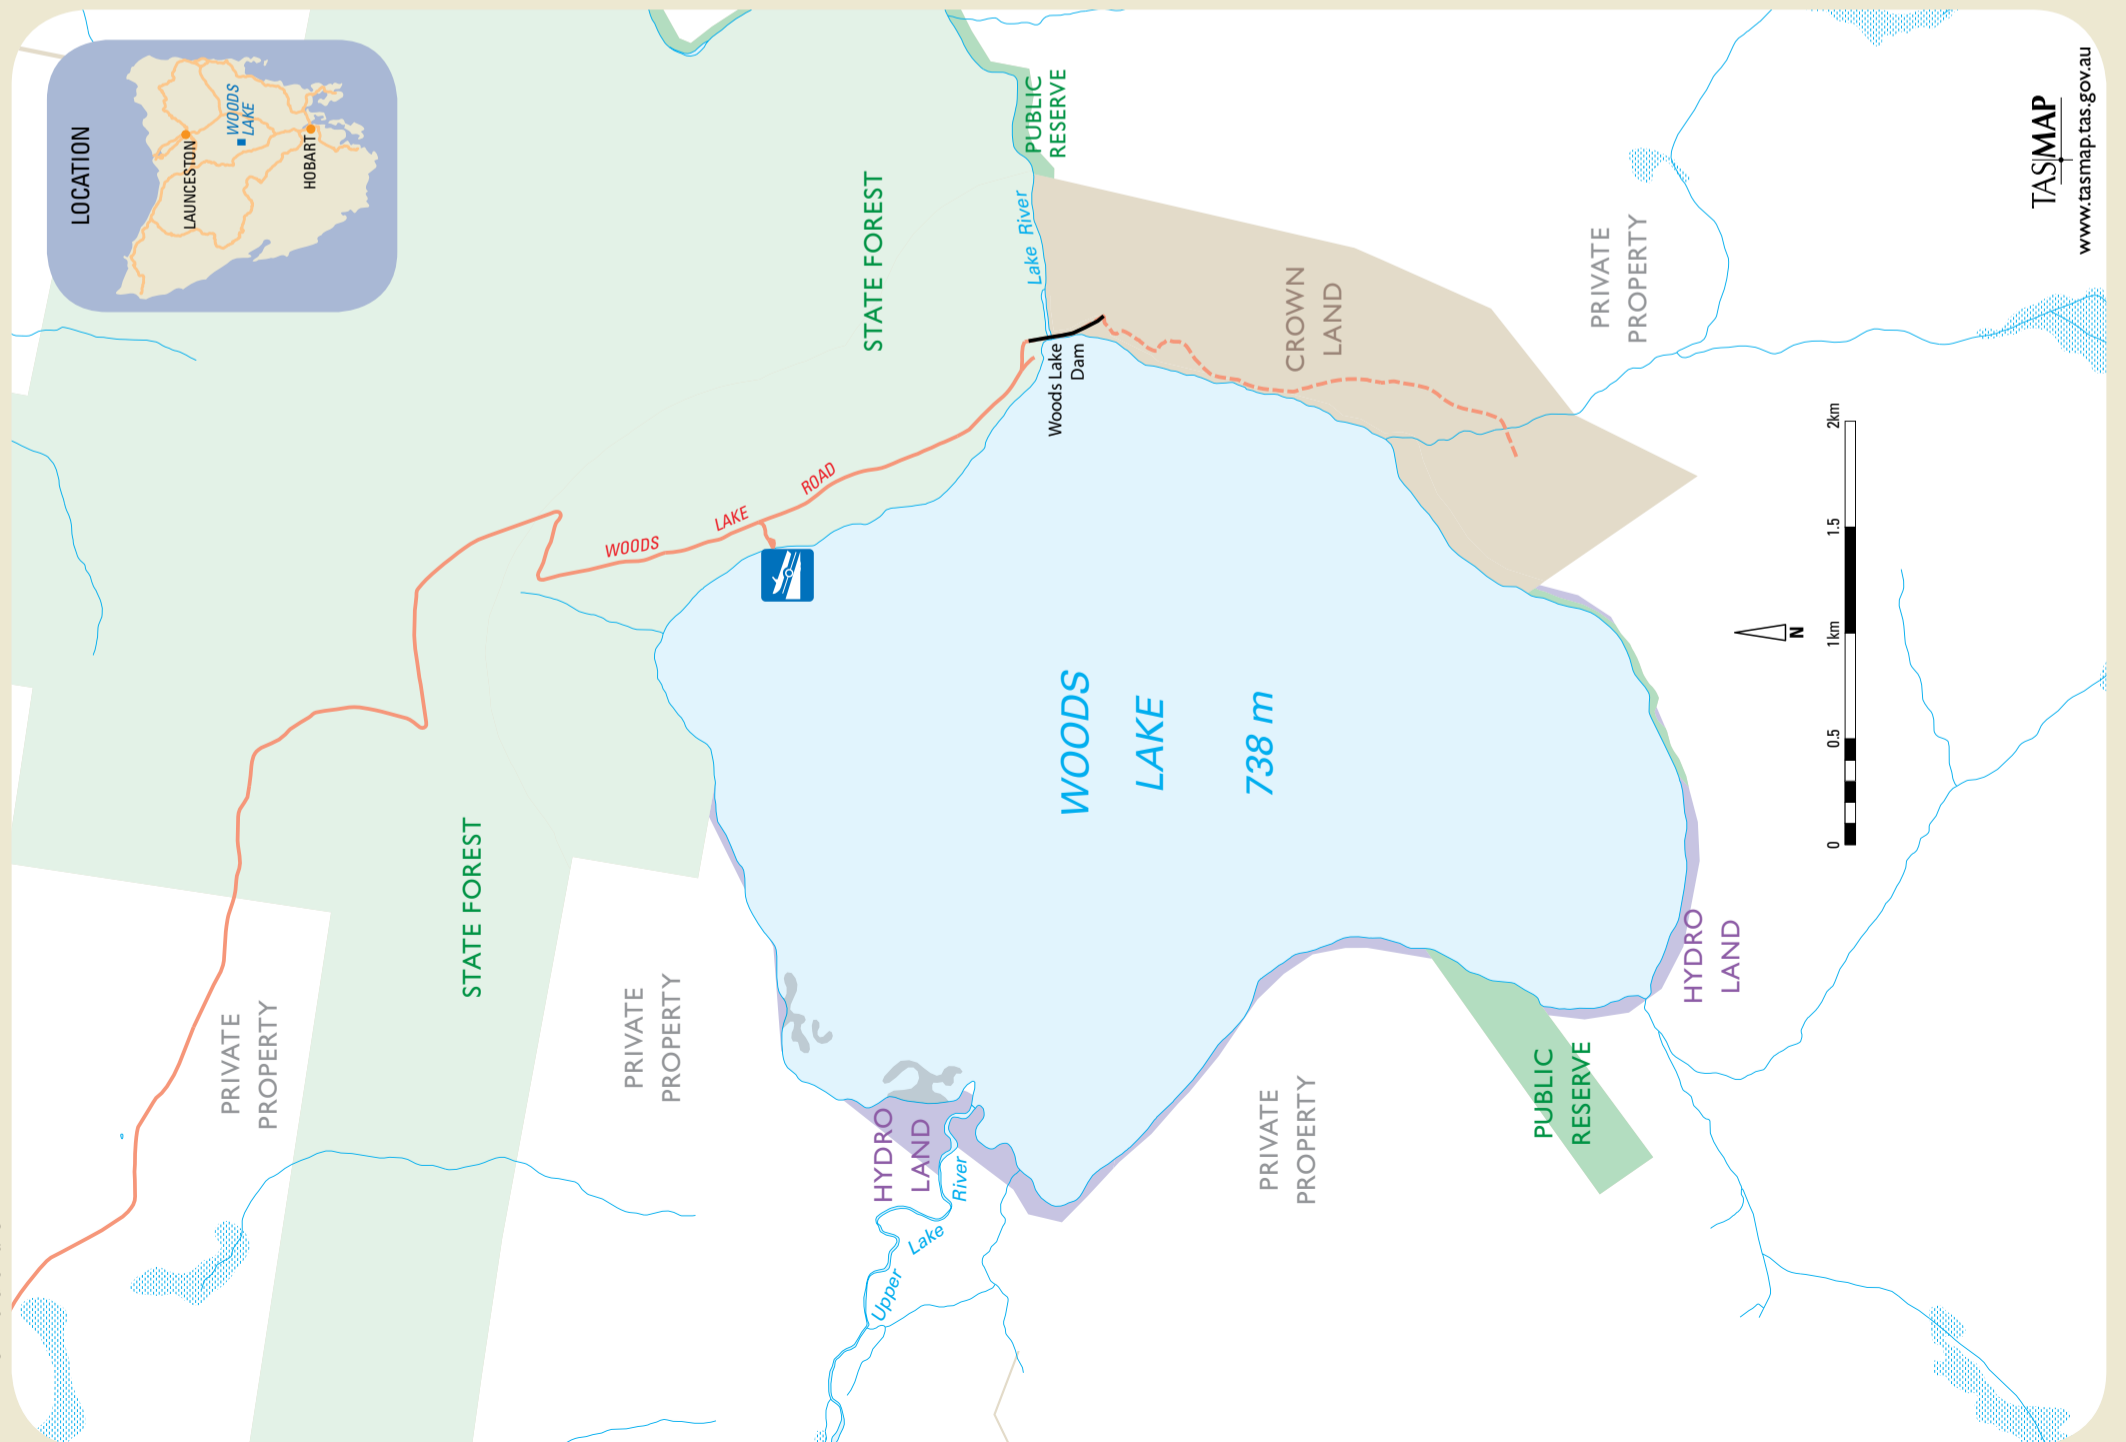 LOCATION
LAUNCESTON
WOODS
LAKE
HOBART
STATE FOREST
PUBLIC
RESERVE
Lake River
Woods Lake
Dam
CROWN
LAND
PRIVATE
PROPERTY
WOODS LAKE ROAD
WOODS
LAKE
738 m
STATE FOREST
PRIVATE
PROPERTY
PRIVATE
PROPERTY
HYDRO
LAND
Upper Lake River
PRIVATE
PROPERTY
PUBLIC
RESERVE
HYDRO
LAND
N
0 0.5 1km 1.5 2km
TASMAP
www.tasmap.tas.gov.au